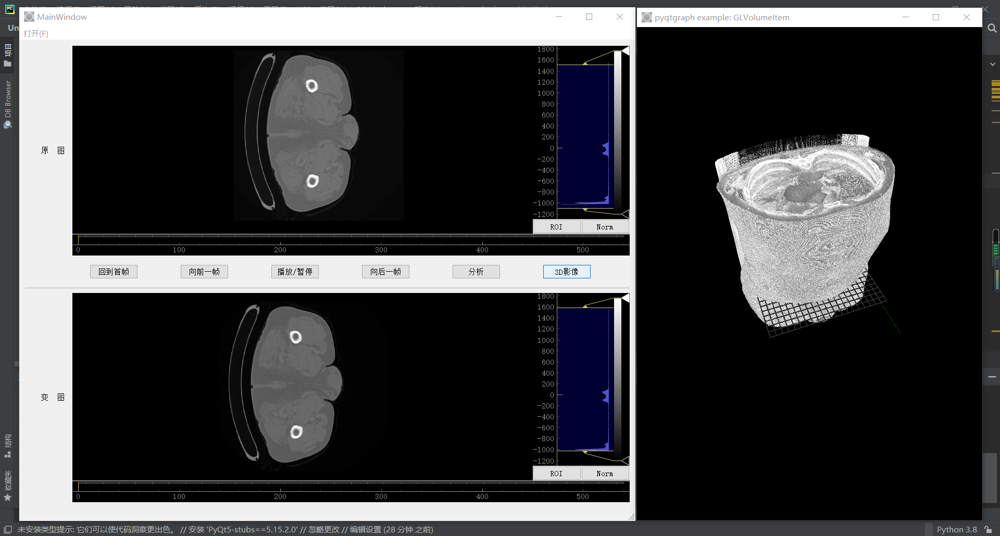 MainWindow
打开(F)
1800
1600
1400
1200
1000
800
600
400
200
0
-200
-400
-600
-800
-1000
-1200
原 图
ROI
Norm
0 100 200 300 400 500
回到首帧
向前一帧
播放/暂停
向后一帧
分析
3D影像
1800
1600
1400
1200
1000
800
600
400
200
0
-200
-400
-600
-800
-1000
-1200
变 图
ROI
Norm
0 100 200 300 400 500
pyqtgraph example: GLVolumeItem
PC
Un
项目
DB Browser
结构
收藏夹
未安装类型提示: 它们可以使代码洞察更出色。 // 安装 'PyQt5-stubs==5.15.2.0' // 忽略更改 // 编辑设置 (28 分钟 之前)
Python 3.8